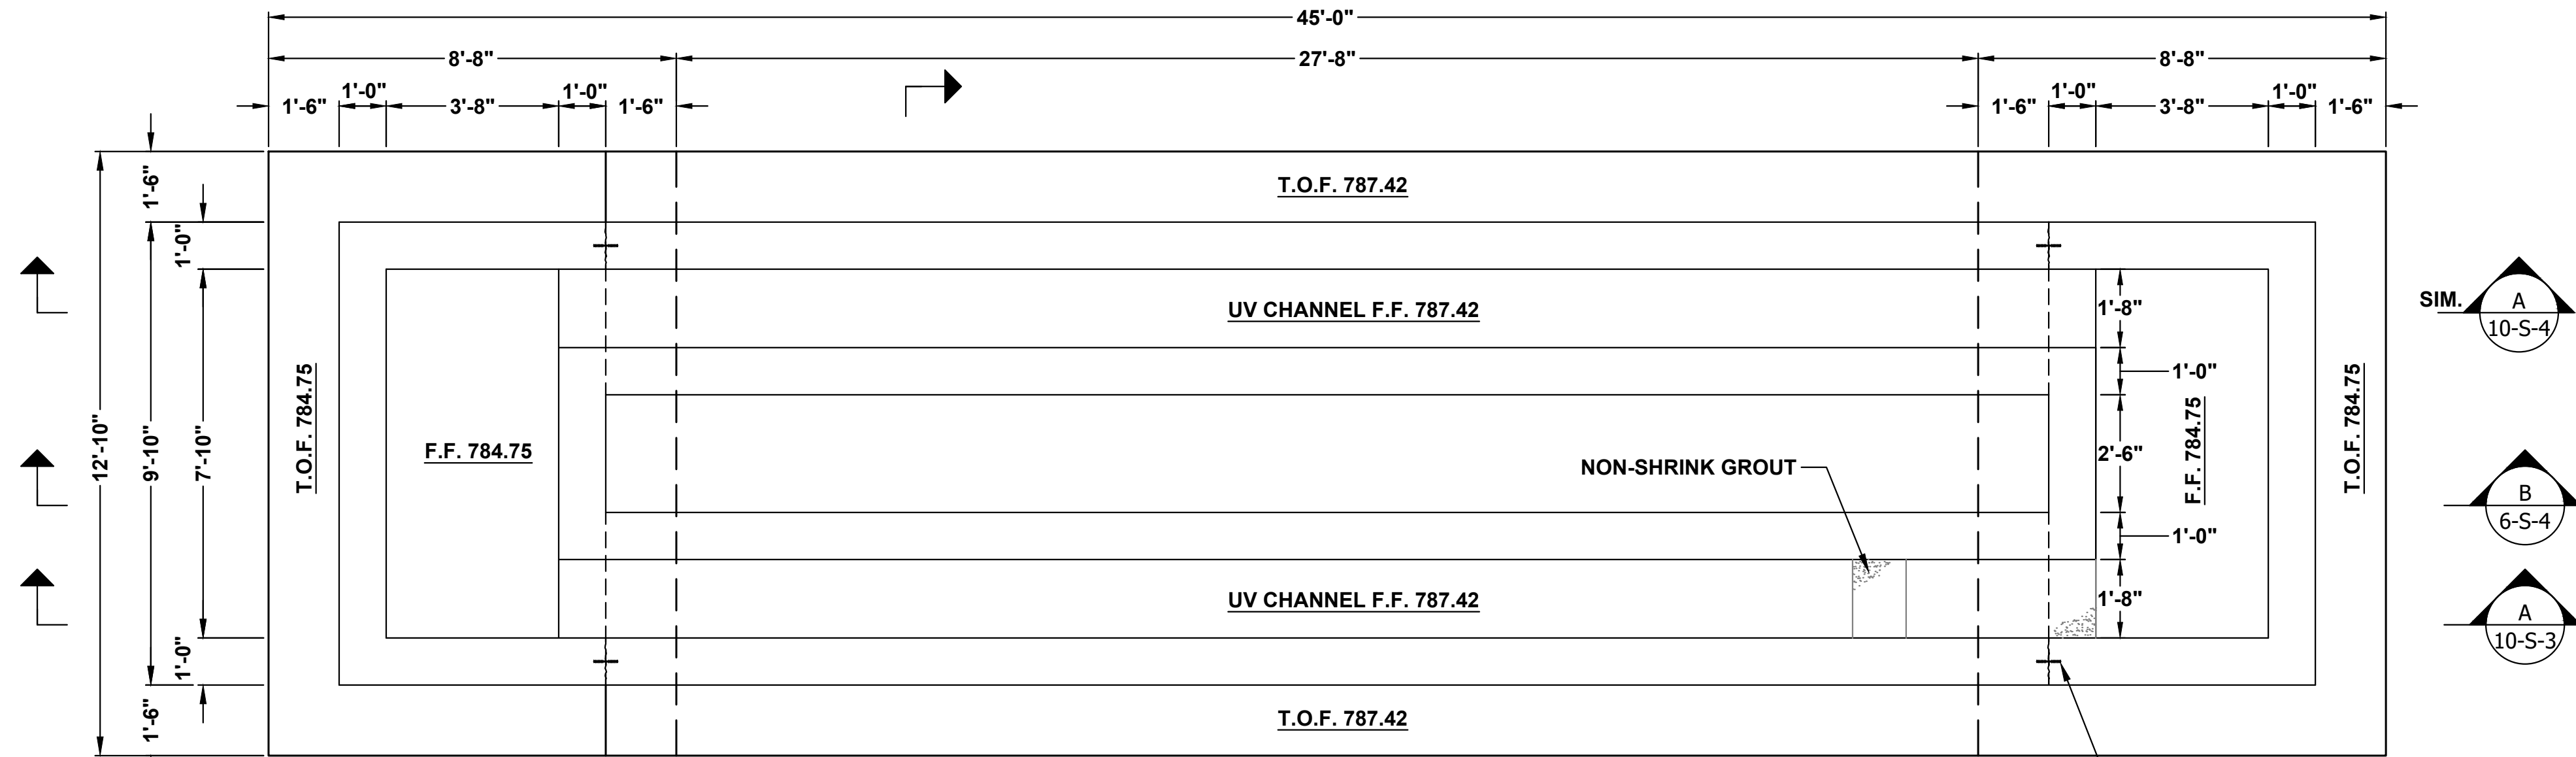 45'-0"
8'-8"
27'-8"
8'-8"
1'-6"
1'-0"
3'-8"
1'-0"
1'-6"
1'-6"
1'-0"
3'-8"
1'-0"
1'-6"
12'-10"
1'-6"
9'-10"
1'-6"
1'-0"
7'-10"
1'-0"
T.O.F. 787.42
T.O.F. 784.75
F.F. 784.75
UV CHANNEL F.F. 787.42
NON-SHRINK GROUT
UV CHANNEL F.F. 787.42
T.O.F. 787.42
1'-8"
1'-0"
2'-6"
1'-0"
1'-8"
F.F. 784.75
T.O.F. 784.75
SIM.
A
10-S-4
B
6-S-4
A
10-S-3